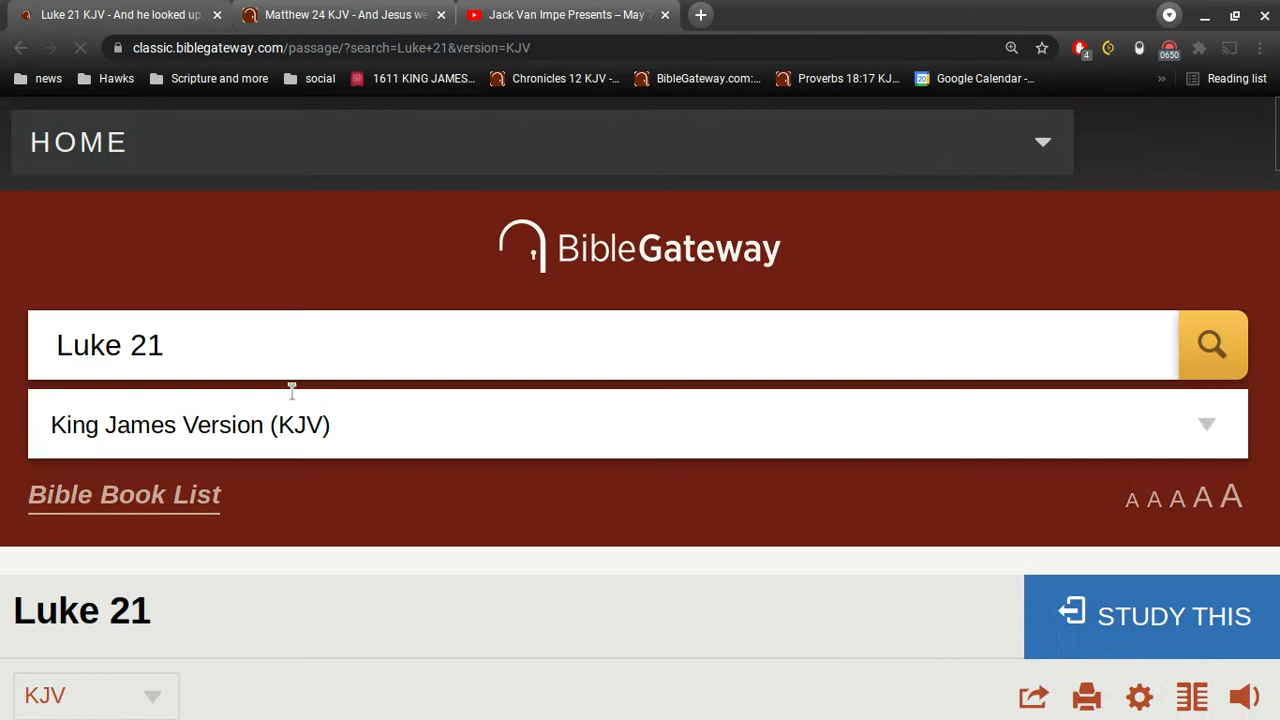 Luke 21 KJV - And he looked up,
Matthew 24 KJV - And Jesus we
Jack Van Impe Presents -- May 7
classic.biblegateway.com/passage/?search=Luke+21&version=KJV
4
0650
news
Hawks
Scripture and more
social
1611 KING JAMES...
Chronicles 12 KJV -...
BibleGateway.com:...
Proverbs 18:17 KJ...
20
Google Calendar -...
»
Reading list
HOME
BibleGateway
Luke 21
King James Version (KJV)
Bible Book List
A A A A A
Luke 21
STUDY THIS
KJV